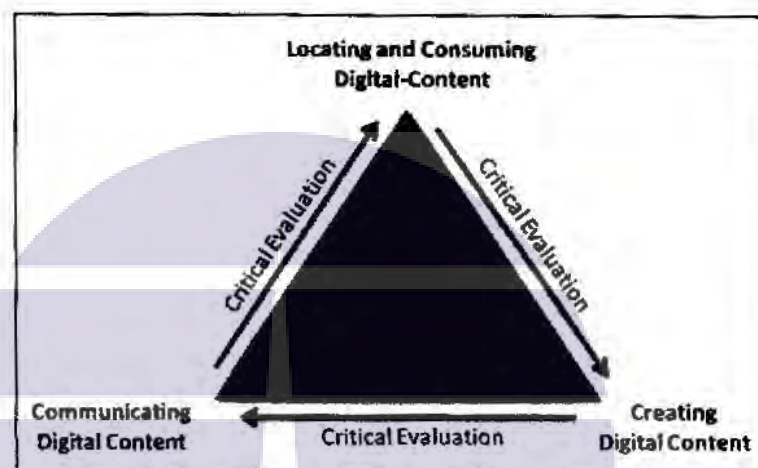 Locating and Consuming
Digital-Content
Critical Evaluation
Critical Evaluation
Communicating
Digital Content
Critical Evaluation
Creating
Digital Content